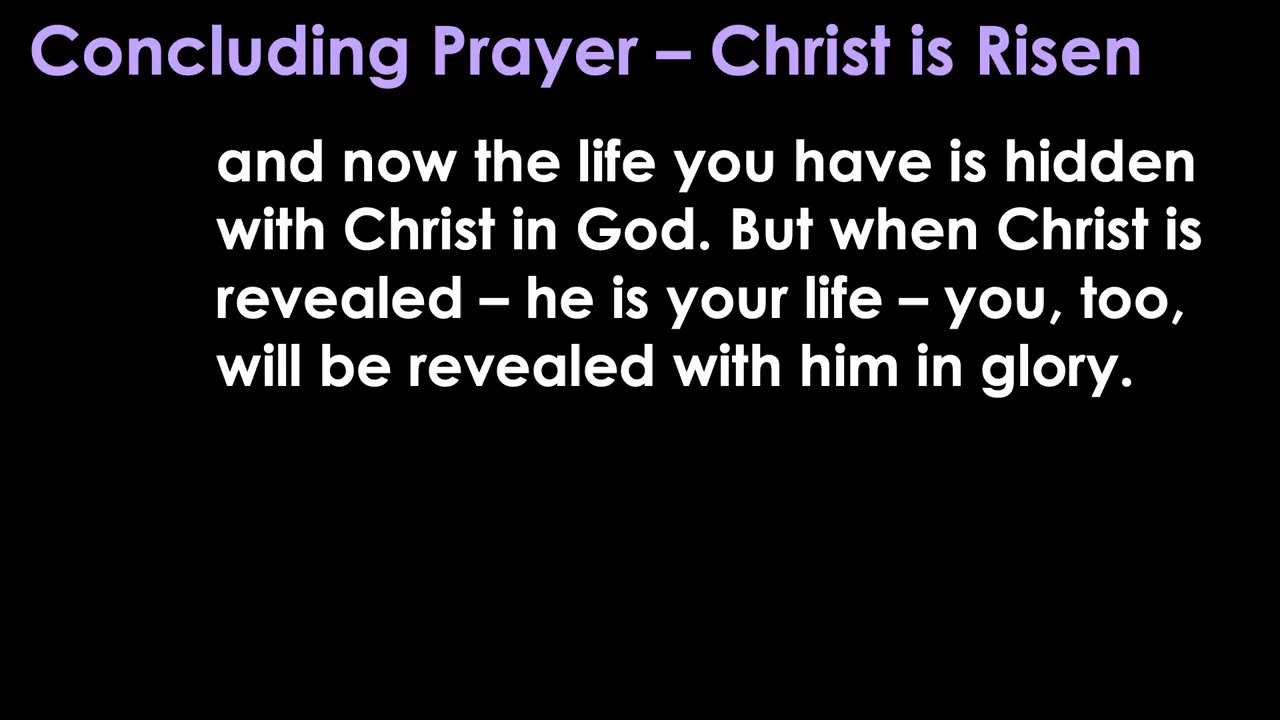 Concluding Prayer – Christ is Risen
and now the life you have is hidden
with Christ in God. But when Christ is
revealed – he is your life – you, too,
will be revealed with him in glory.